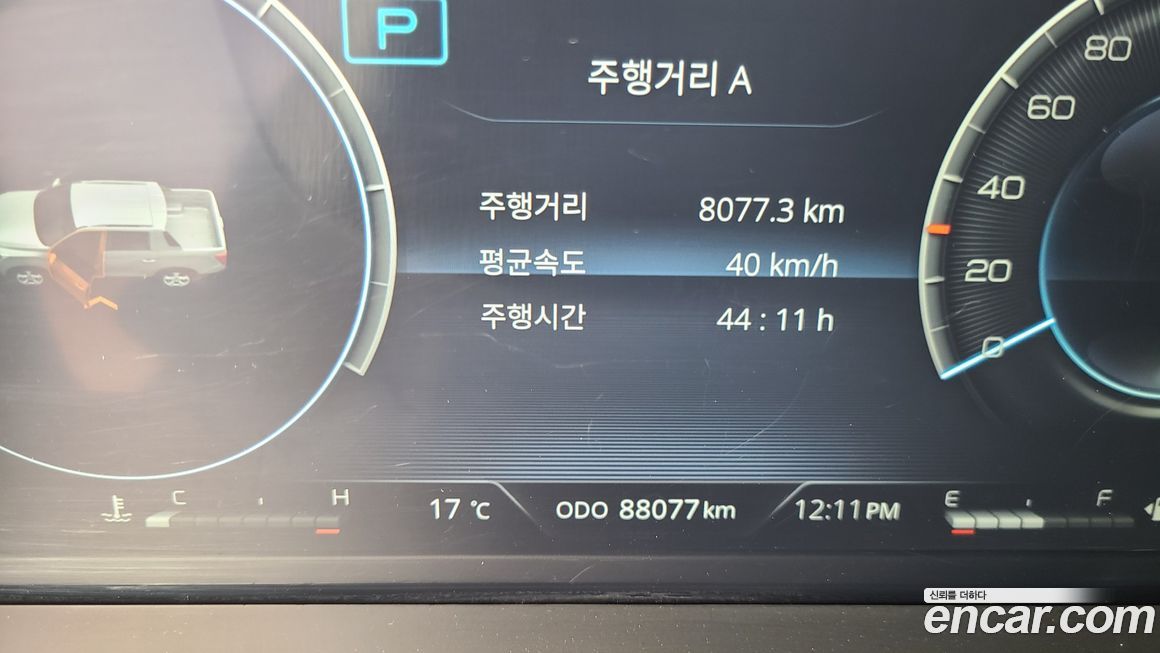 P
주행거리 A
주행거리 8077.3 km
평균속도 40 km/h
주행시간 44 : 11 h
80
60
40
20
0
C H
17 °C
ODO 88077 km
12:11 PM
E F
신뢰를 더하다
encar.com